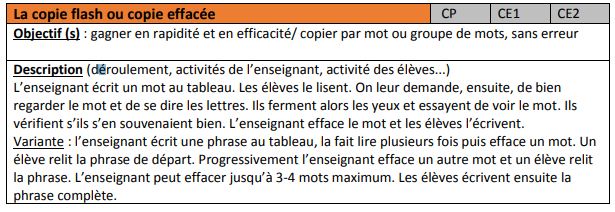 La copie flash ou copie effacée CP CE1 CE2
Objectif (s) : gagner en rapidité et en efficacité/ copier par mot ou groupe de mots, sans erreur
Description (déroulement, activités de l'enseignant, activité des élèves...)
L'enseignant écrit un mot au tableau. Les élèves le lisent. On leur demande, ensuite, de bien
regarder le mot et de se dire les lettres. Ils ferment alors les yeux et essayent de voir le mot. Ils
vérifient s'ils s'en souvenaient bien. L'enseignant efface le mot et les élèves l'écrivent.
Variante : l'enseignant écrit une phrase au tableau, la fait lire plusieurs fois puis efface un mot. Un
élève relit la phrase de départ. Progressivement l'enseignant efface un autre mot et un élève relit
la phrase. L'enseignant peut effacer jusqu'à 3-4 mots maximum. Les élèves écrivent ensuite la
phrase complète.